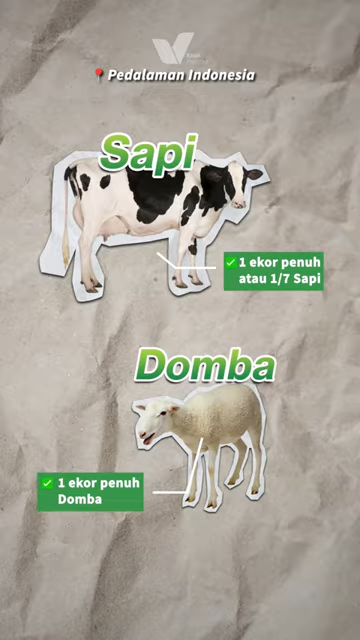 📍 Pedalaman Indonesia
Sapi
✅ 1 ekor penuh
atau 1/7 Sapi
Domba
✅ 1 ekor penuh
Domba